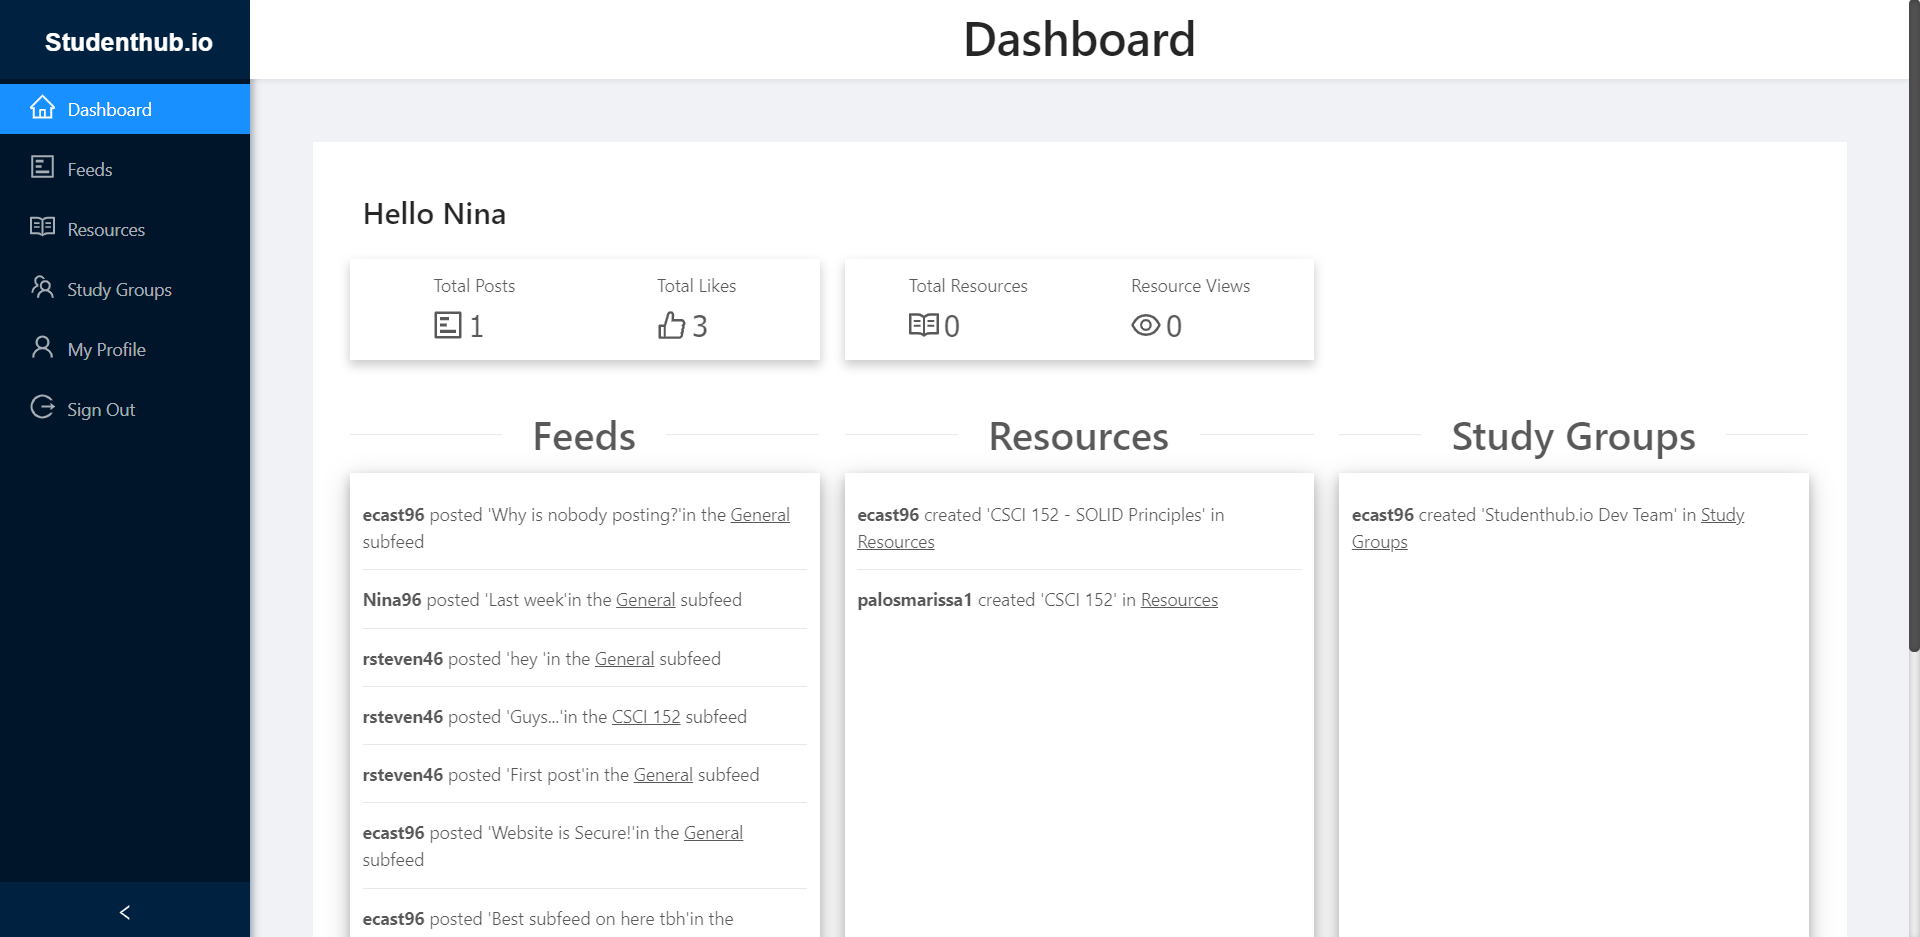 Studenthub.io
Dashboard
Dashboard
Feeds
Resources
Study Groups
My Profile
Sign Out
Hello Nina
Total Posts
1
Total Likes
3
Total Resources
0
Resource Views
0
Feeds
ecast96 posted 'Why is nobody posting?'in the General
subfeed
Nina96 posted 'Last week'in the General subfeed
rsteven46 posted 'hey 'in the General subfeed
rsteven46 posted 'Guys...'in the CSCI 152 subfeed
rsteven46 posted 'First post'in the General subfeed
ecast96 posted 'Website is Secure!'in the General
subfeed
ecast96 posted 'Best subfeed on here tbh'in the
Resources
ecast96 created 'CSCI 152 - SOLID Principles' in
Resources
palosmarissa1 created 'CSCI 152' in Resources
Study Groups
ecast96 created 'Studenthub.io Dev Team' in Study
Groups